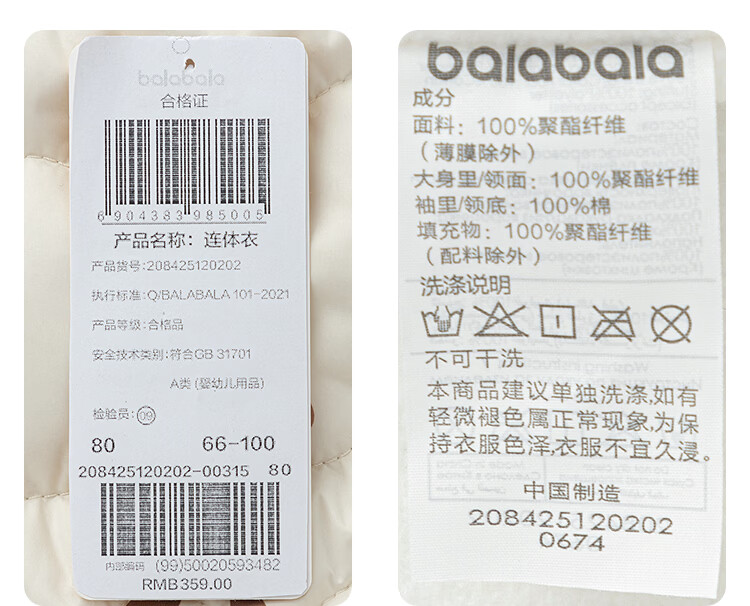 balabala
合格证
6 904383 985005
产品名称：连体衣
产品货号:208425120202
执行标准:Q/BALABALA 101-2021
产品等级:合格品
安全技术类别:符合GB 31701
A类 (婴幼儿用品)
检验员: 09
80 66-100
208425120202-00315 80
内部编码 (99)50020593482
RMB359.00
balabala
成分
面料：100%聚酯纤维
（薄膜除外）
大身里/领面：100%聚酯纤维
袖里/领底：100%棉
填充物：100%聚酯纤维
（配料除外）
洗涤说明
不可干洗
本商品建议单独洗涤,如有
轻微褪色属正常现象,为保
持衣服色泽,衣服不宜久浸。
中国制造
208425120202
0674